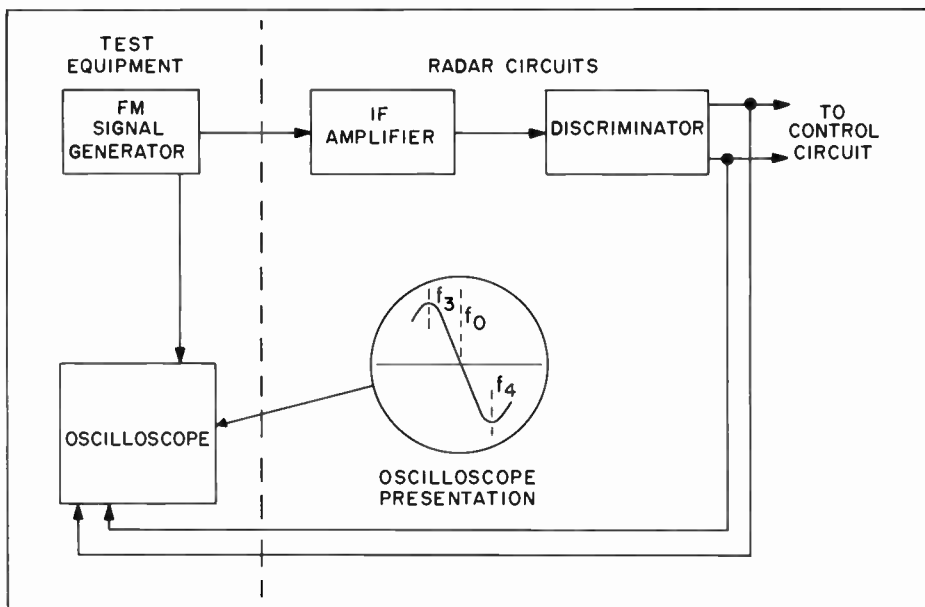 TEST
EQUIPMENT
RADAR CIRCUITS
FM
SIGNAL
GENERATOR
IF
AMPLIFIER
DISCRIMINATOR
TO
CONTROL
CIRCUIT
f3
f0
f4
OSCILLOSCOPE
OSCILLOSCOPE
PRESENTATION